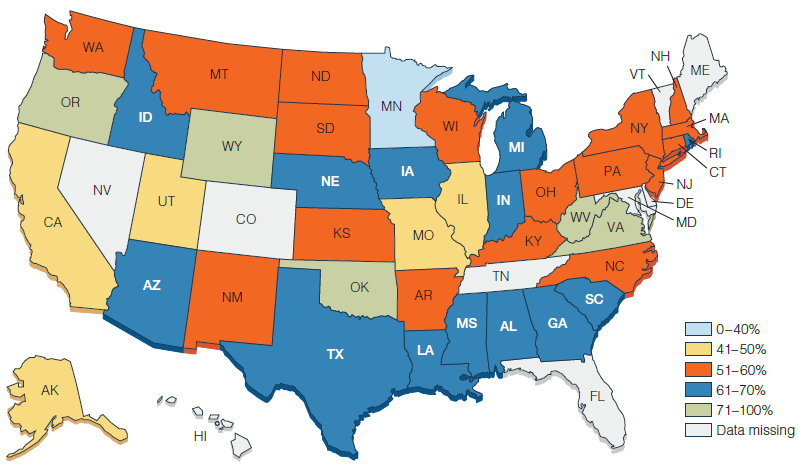 WA
MT
ND
MN
OR
ID
SD
WI
WY
MI
NH
VT
ME
NY
MA
RI
CT
PA
NJ
DE
MD
NV
UT
CO
NE
IA
IL
IN
OH
WV
VA
CA
KS
MO
KY
NC
AZ
NM
OK
AR
TN
SC
TX
LA
MS
AL
GA
FL
AK
HI
0–40%
41–50%
51–60%
61–70%
71–100%
Data missing